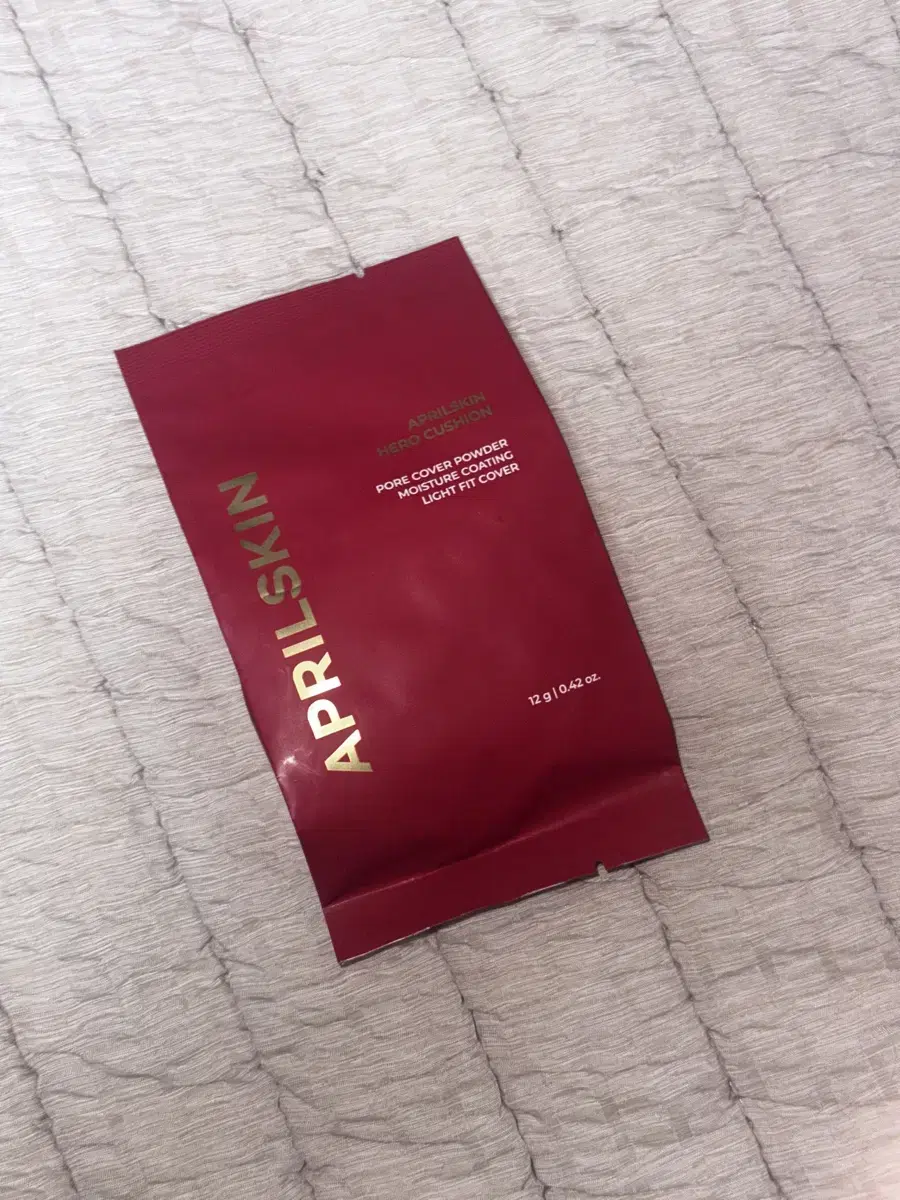 APRILSKIN
HERO CUSHION
PORE COVER POWDER
MOISTURE COATING
LIGHT FIT COVER
APRILSKIN
12 g | 0.42 oz.